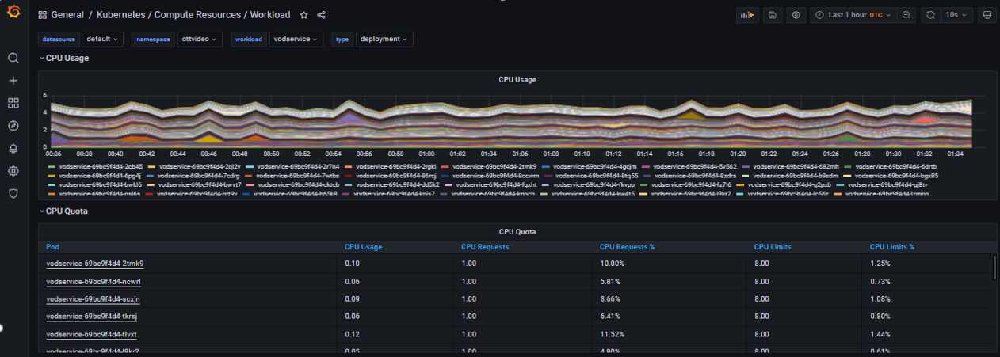 General / Kubernetes / Compute Resources / Workload
Last 1 hour UTC
10s
datasource default namespace ottvideo workload vodservice type deployment
CPU Usage
CPU Usage
6
4
2
0
00:36 00:38 00:40 00:42 00:44 00:46 00:48 00:50 00:52 00:54 00:56 00:58 01:00 01:02 01:04 01:06 01:08 01:10 01:12 01:14 01:16 01:18 01:20 01:22 01:24 01:26 01:28 01:30 01:32 01:34
vodservice-69bc9f4d4-2cb45 vodservice-69bc9f4d4-2ql2v vodservice-69bc9f4d4-2r7n4 vodservice-69bc9f4d4-2rgkl vodservice-69bc9f4d4-2tmk9 vodservice-69bc9f4d4-4gcjm vodservice-69bc9f4d4-5v562 vodservice-69bc9f4d4-682mh vodservice-69bc9f4d4-6drtb
vodservice-69bc9f4d4-6pq4j vodservice-69bc9f4d4-7cdrg vodservice-69bc9f4d4-7wtbs vodservice-69bc9f4d4-86rnj vodservice-69bc9f4d4-8ccwm vodservice-69bc9f4d4-8tq55 vodservice-69bc9f4d4-8zdrs vodservice-69bc9f4d4-b9sdm vodservice-69bc9f4d4-bgx85
vodservice-69bc9f4d4-bwkl6 vodservice-69bc9f4d4-bwvt7 vodservice-69bc9f4d4-cktcb vodservice-69bc9f4d4-dd5k2 vodservice-69bc9f4d4-fgxht vodservice-69bc9f4d4-fkvpp vodservice-69bc9f4d4-fz7l6 vodservice-69bc9f4d4-g2pxb vodservice-69bc9f4d4-gj8tv
CPU Quota
CPU Quota
Pod CPU Usage CPU Requests CPU Requests % CPU Limits CPU Limits %
vodservice-69bc9f4d4-2tmk9 0.10 1.00 10.00% 8.00 1.25%
vodservice-69bc9f4d4-ncwrl 0.06 1.00 5.81% 8.00 0.73%
vodservice-69bc9f4d4-scxjn 0.09 1.00 8.66% 8.00 1.08%
vodservice-69bc9f4d4-tkrsj 0.06 1.00 6.41% 8.00 0.80%
vodservice-69bc9f4d4-tlvxt 0.12 1.00 11.52% 8.00 1.44%
vodservice-69bc9f4d4-l9kr2 0.05 1.00 4.90% 8.00 0.61%